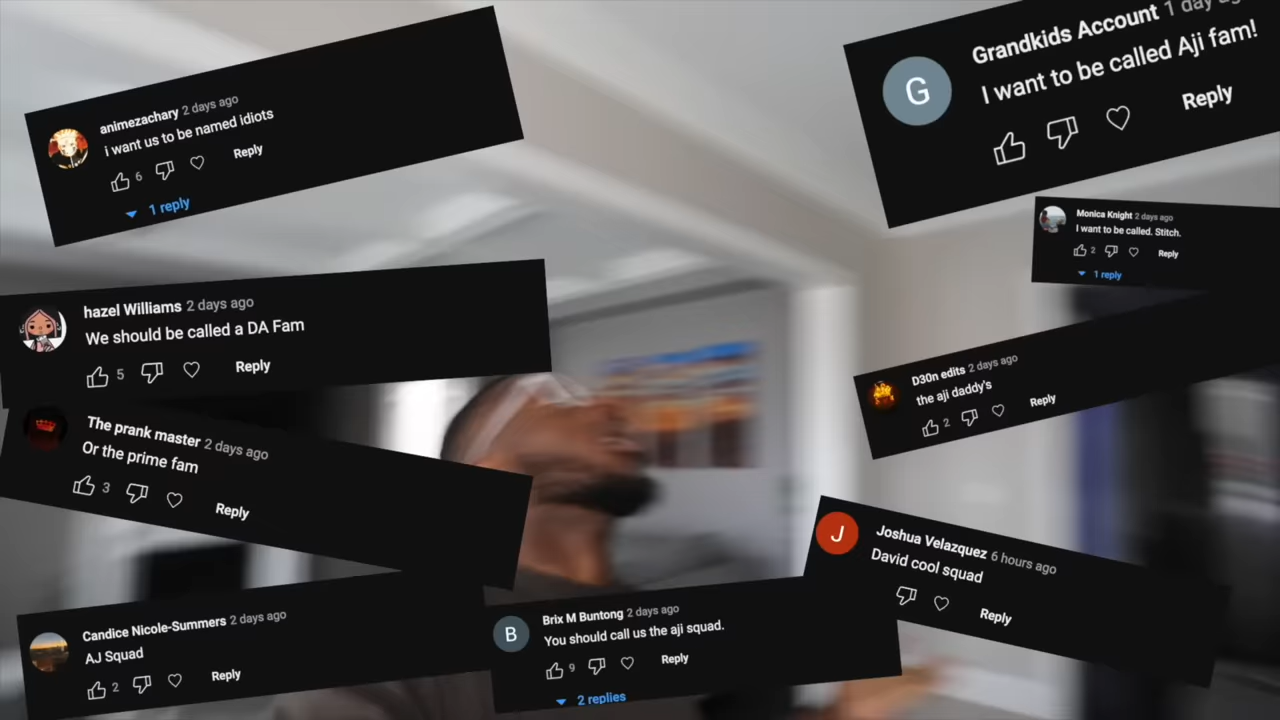 animezachary 2 days ago
i want us to be named idiots
6 Reply
1 reply
hazel Williams 2 days ago
We should be called a DA Fam
5 Reply
The prank master 2 days ago
Or the prime fam
3 Reply
Candice Nicole-Summers 2 days ago
AJ Squad
2 Reply
B
Brix M Buntong 2 days ago
You should call us the aji squad.
9 Reply
2 replies
G
Grandkids Account 1 day
I want to be called Aji fam!
Reply
Monica Knight 2 days ago
I want to be called. Stitch.
2 Reply
1 reply
D30n edits 2 days ago
the aji daddy's
2 Reply
J
Joshua Velazquez 6 hours ago
David cool squad
Reply